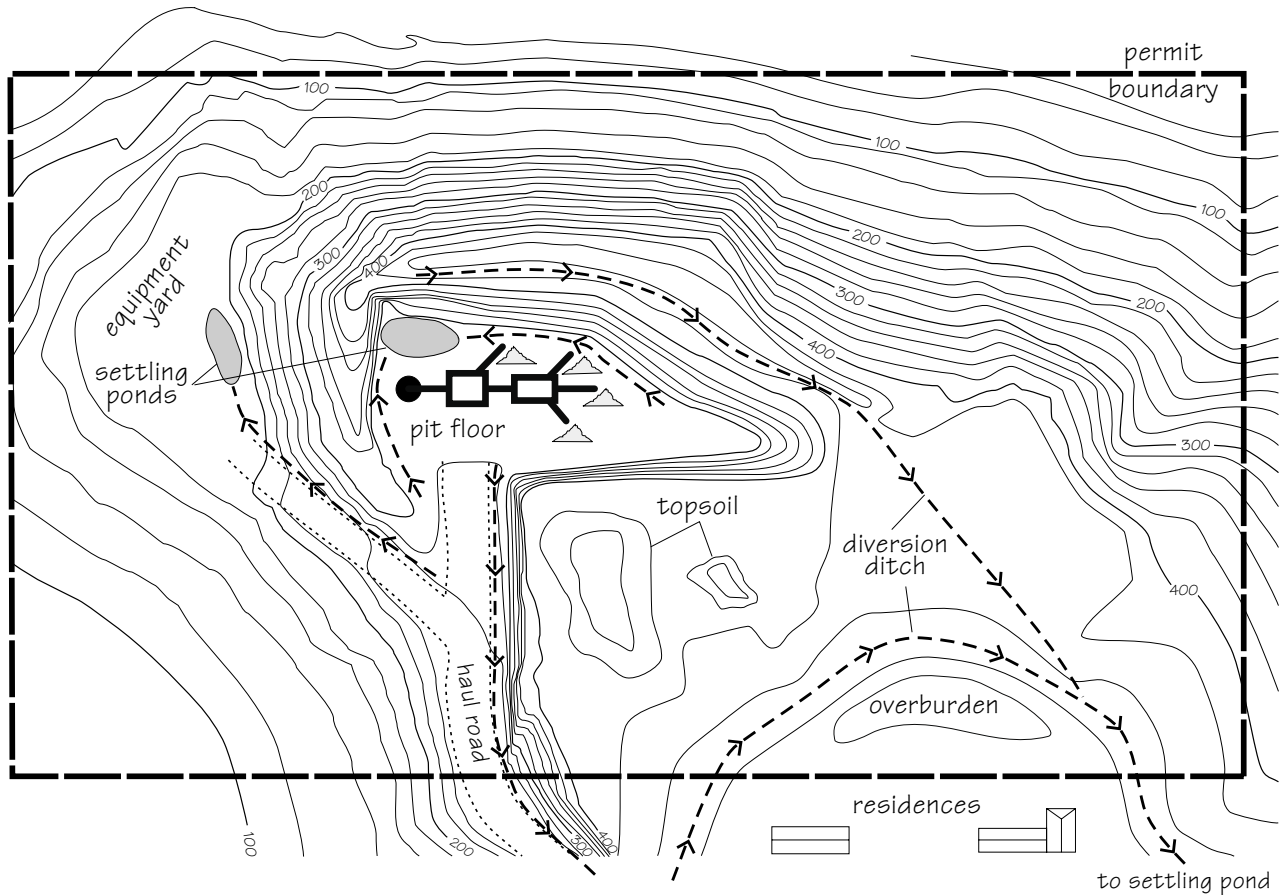 permit
boundary
100
100
100
200
200
200
300
300
300
400
400
equipment
yard
settling
ponds
pit floor
topsoil
diversion
ditch
400
haul road
overburden
residences
100
200
300
400
to settling pond